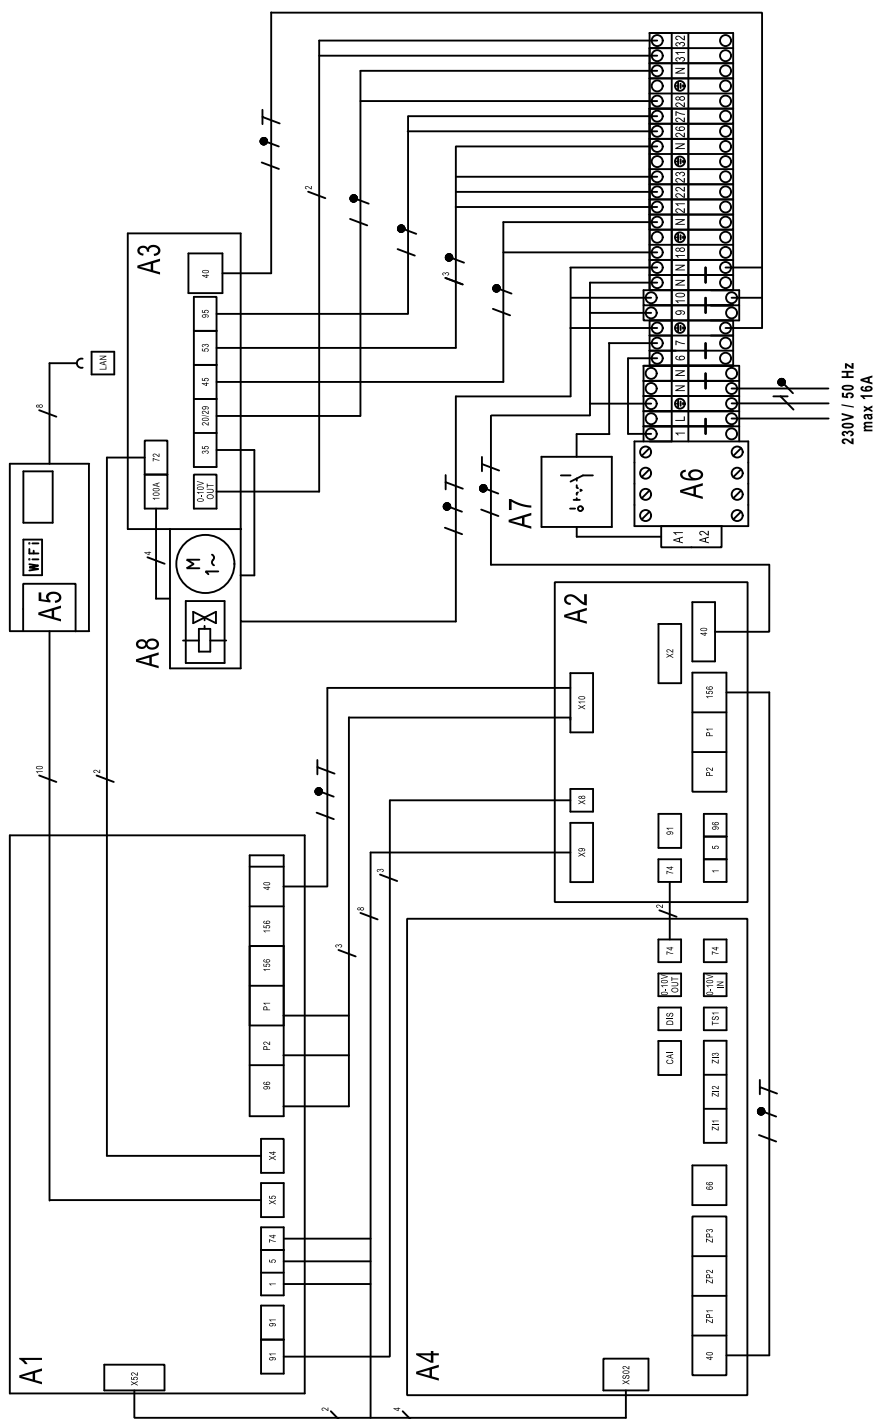 A3
40
95
53
45
20/29
35
72
100A
0-10V
OUT
LAN
8
WiFi
A5
10
2
4
M
1~
A8
2
3
32
31
N
28
27
26
N
23
22
21
N
18
N
N
10
9
7
6
N
N
L
1
230V / 50 Hz
max 16A
A6
A1
A2
A7
A2
40
X2
156
P1
P2
X10
X8
X9
91
74
96
5
1
2
3
8
3
A1
40
156
156
P1
P2
96
X4
X5
74
5
1
91
91
X52
2
4
A4
74
74
0-10V
OUT
0-10V
IN
DIS
TS1
CAI
ZI3
ZI2
ZI1
66
ZP3
ZP2
ZP1
40
XS02